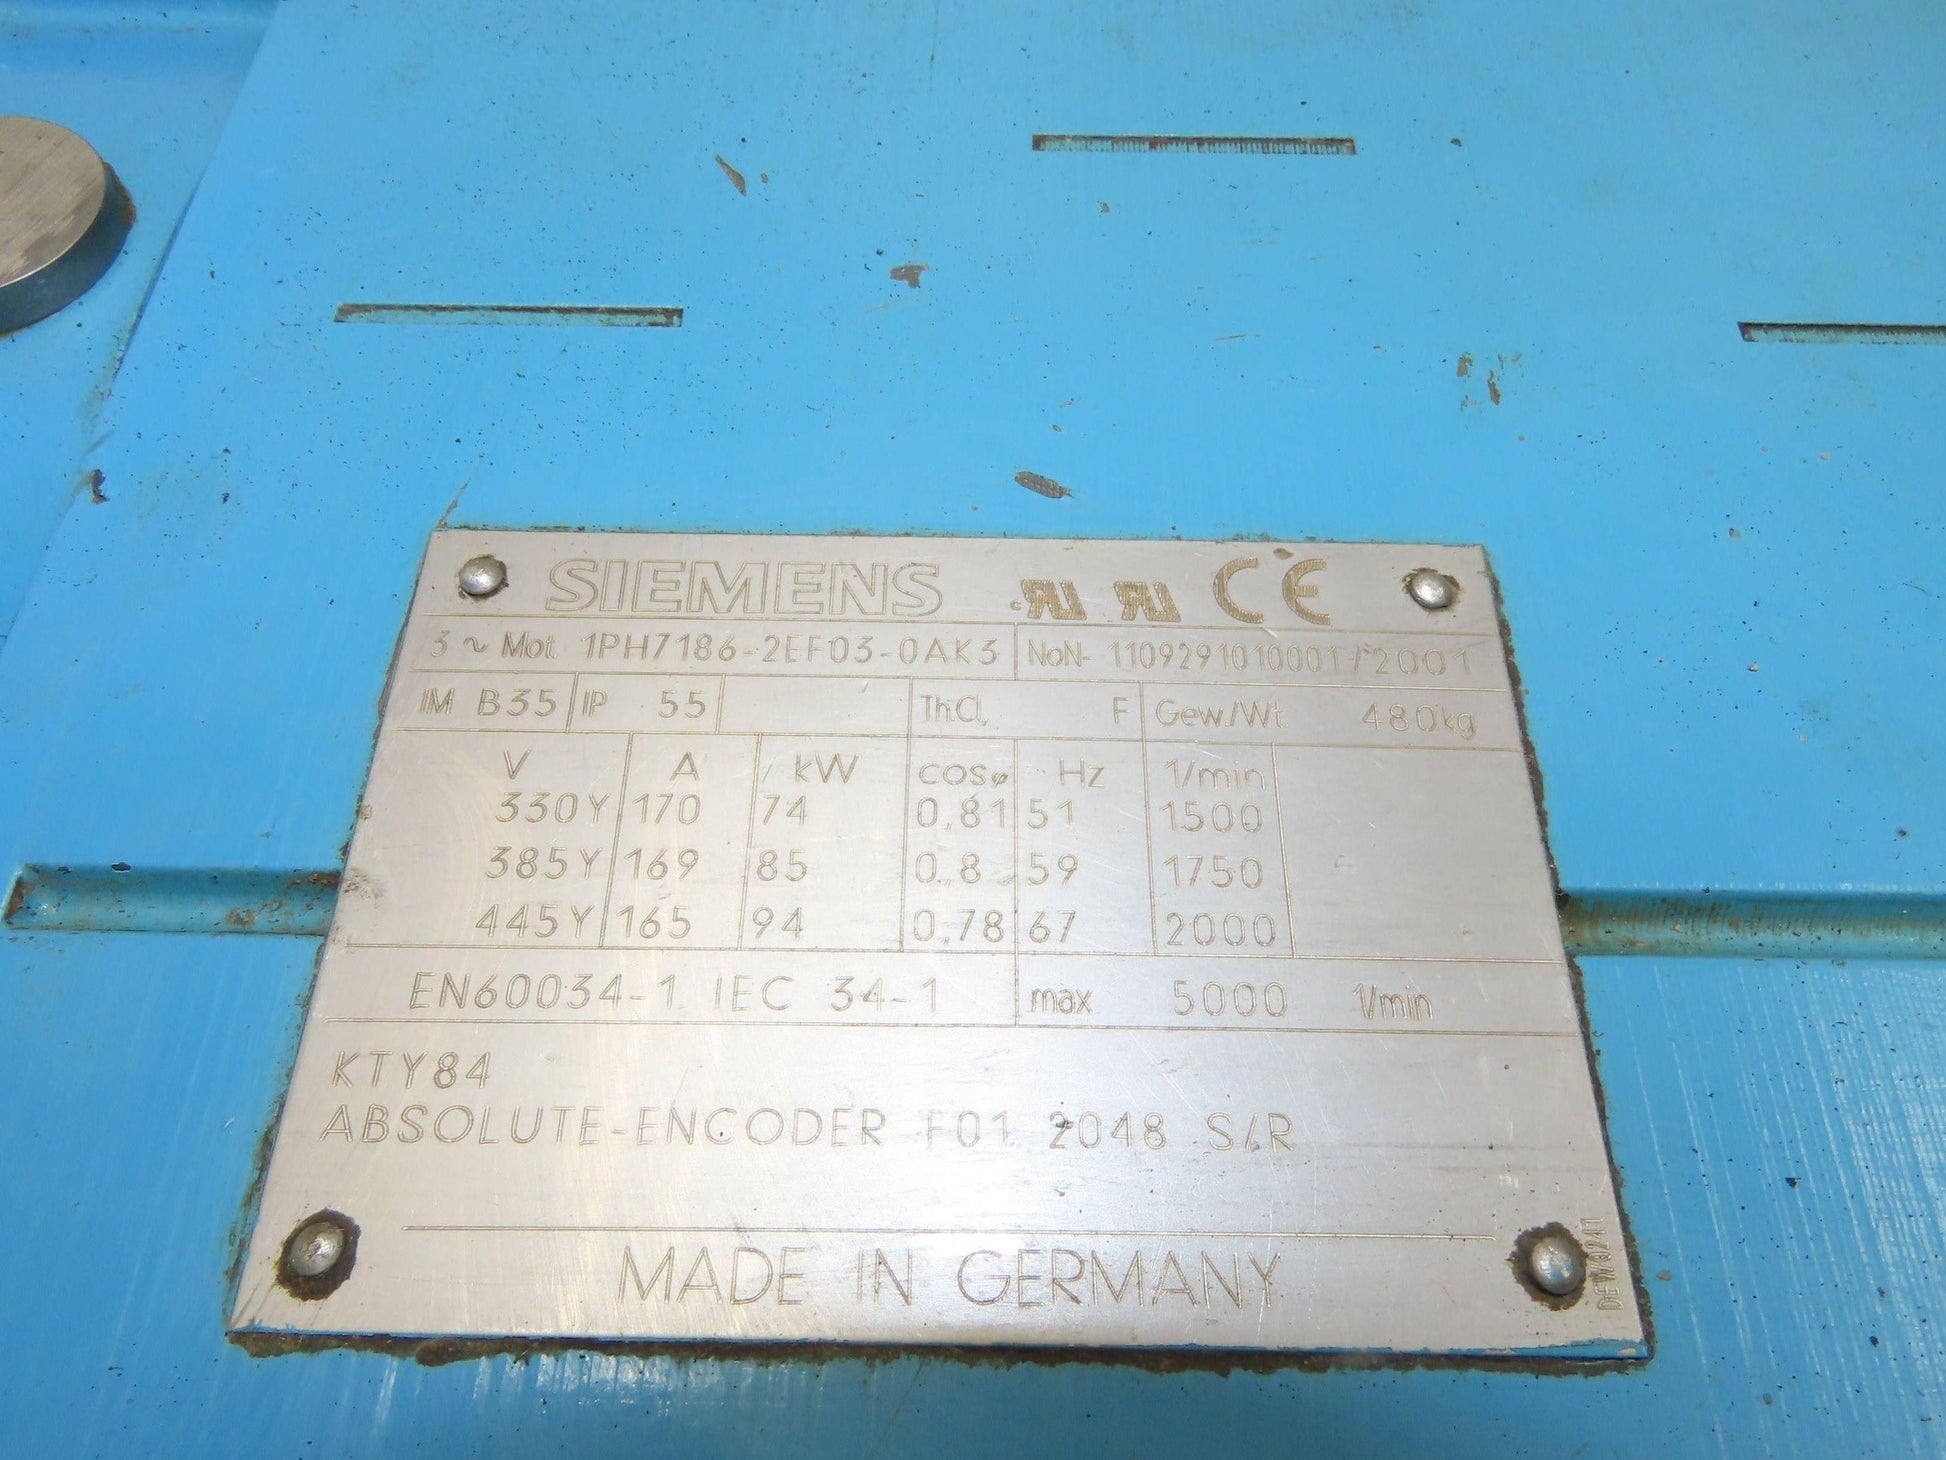 SIEMENS c RU RU CE
3 ~ Mot. 1PH7186-2EF03-0AK3 NoN- 1109291010001/2001
IM B35 IP 55 Th.Cl. F Gew./Wt. 480kg
V A kW cosφ Hz 1/min
330Y 170 74 0,81 51 1500
385Y 169 85 0,8 59 1750
445Y 165 94 0,78 67 2000
EN60034-1 IEC 34-1 max 5000 1/min
KTY84
ABSOLUTE-ENCODER F01 2048 S/R
MADE IN GERMANY